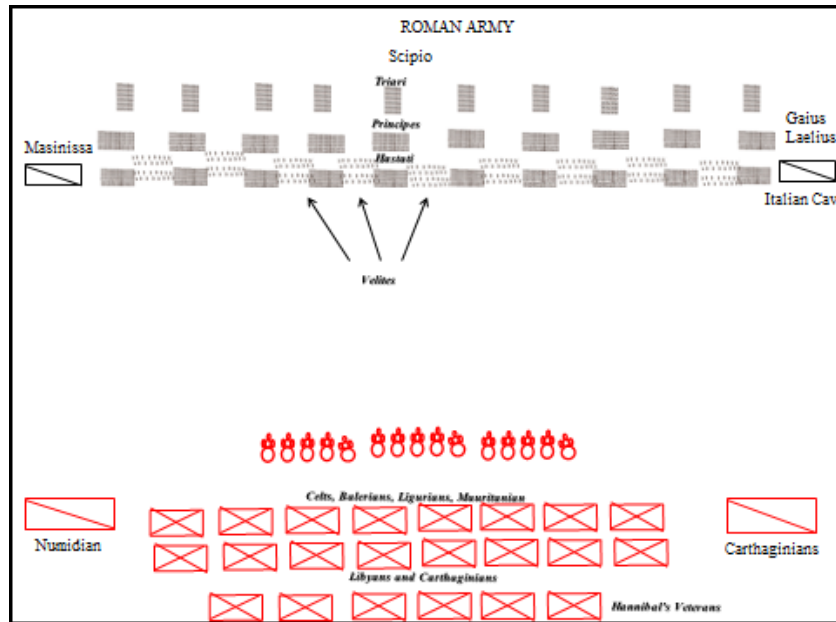 ROMAN ARMY
Scipio
Triari
Principes
Hastati
Masinissa
Gaius
Laelius
Italian Cav
Velites
Celts, Balerians, Ligurians, Mauritanian
Numidian
Carthaginians
Libyans and Carthaginians
Hannibal's Veterans